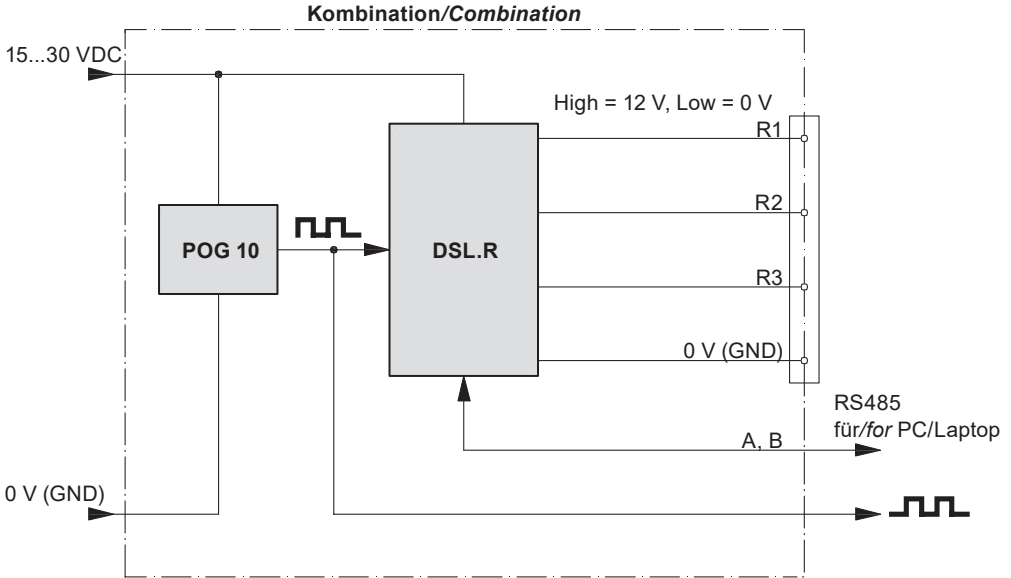 Kombination/Combination
15...30 VDC
High = 12 V, Low = 0 V
R1
R2
POG 10
DSL.R
R3
0 V (GND)
RS485
für/for PC/Laptop
A, B
0 V (GND)